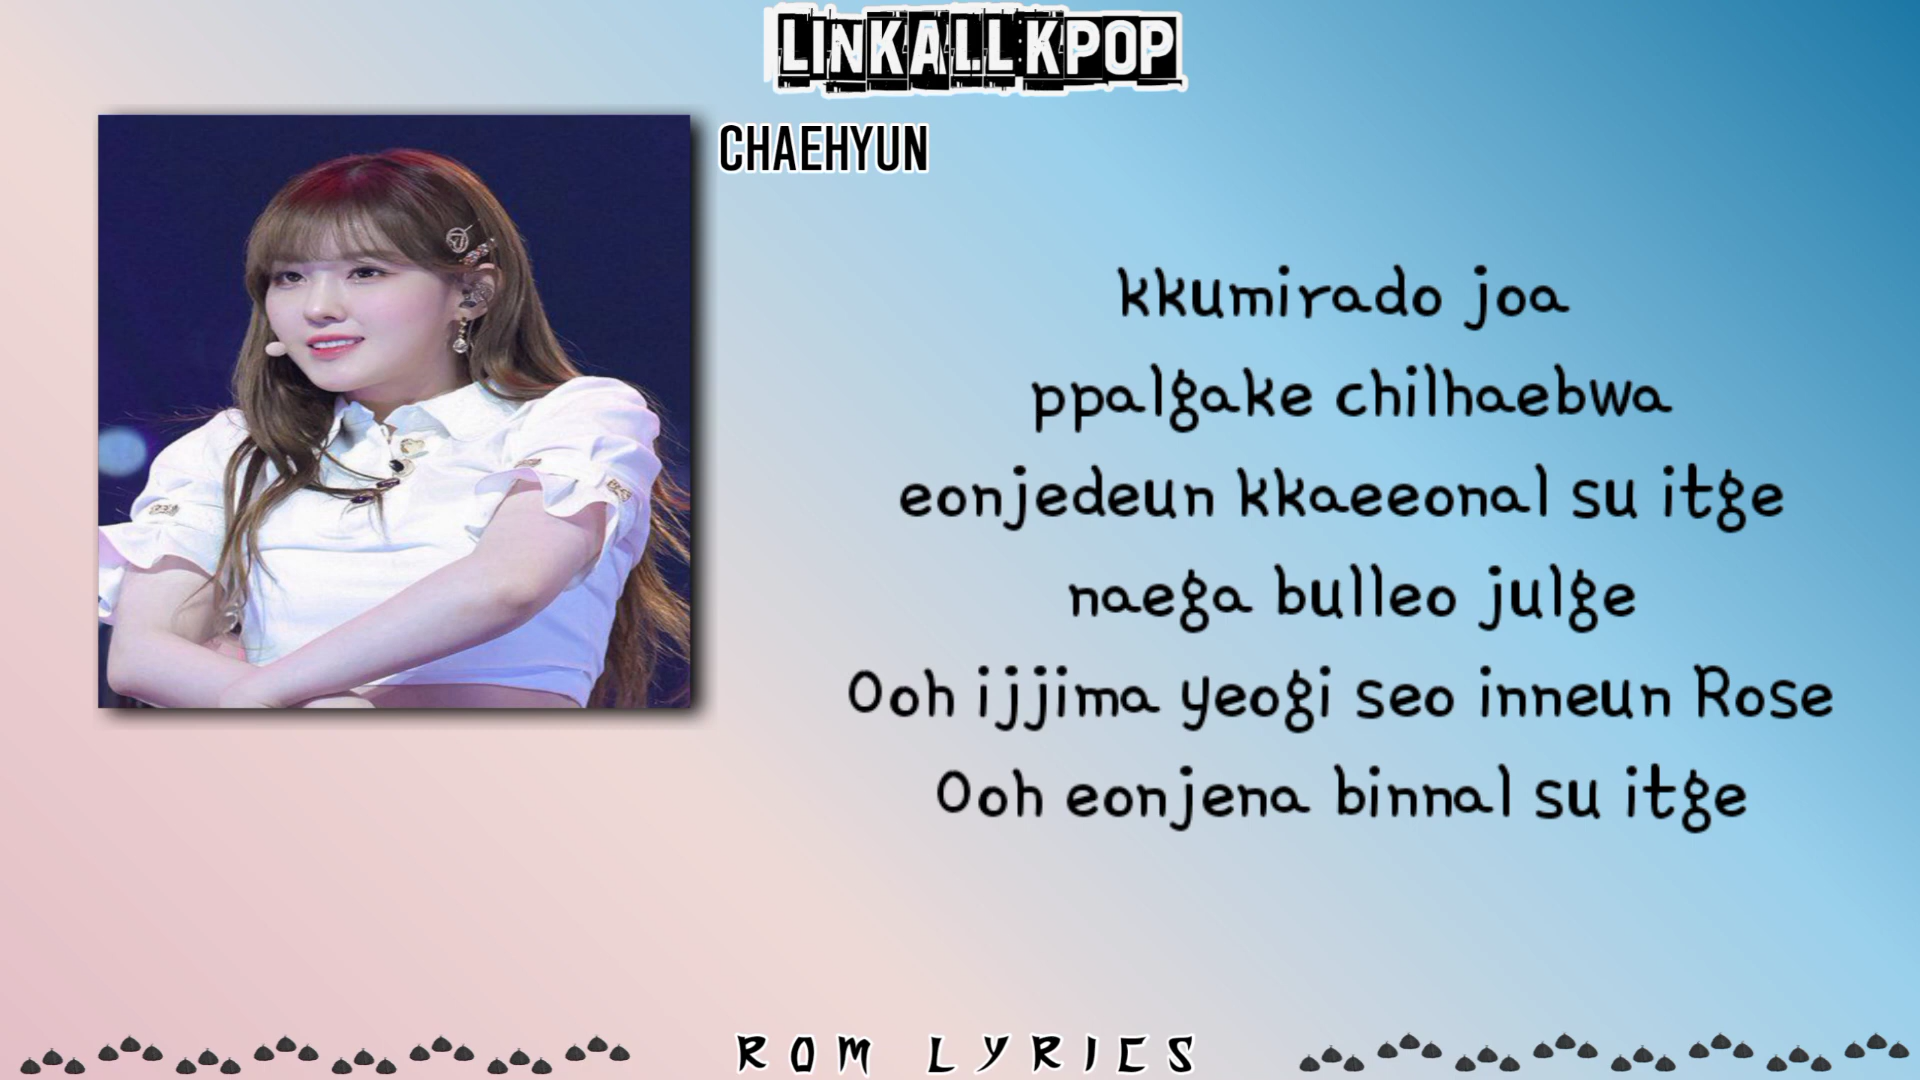 LINKALLKPOP
CHAEHYUN
kkumirado joa
ppalgake chilhaebwa
eonjedeun kkaeeonal su itge
naega bulleo julge
Ooh ijjima yeogi seo inneun Rose
Ooh eonjena binnal su itge
ROM LYRICS